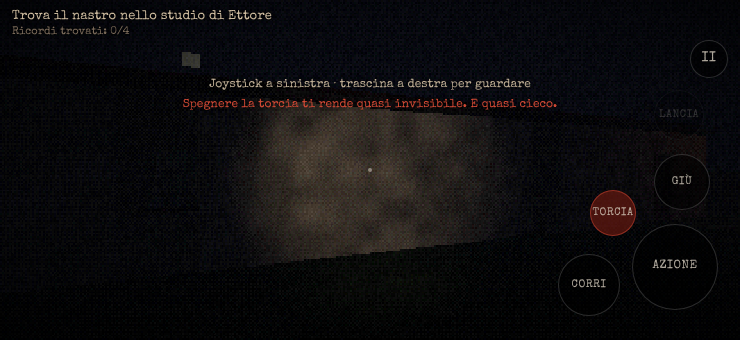 Trova il nastro nello studio di Ettore
Ricordi trovati: 0/4
II
Joystick a sinistra · trascina a destra per guardare
Spegnere la torcia ti rende quasi invisibile. E quasi cieco.
LANCIA
GIÙ
TORCIA
AZIONE
CORRI